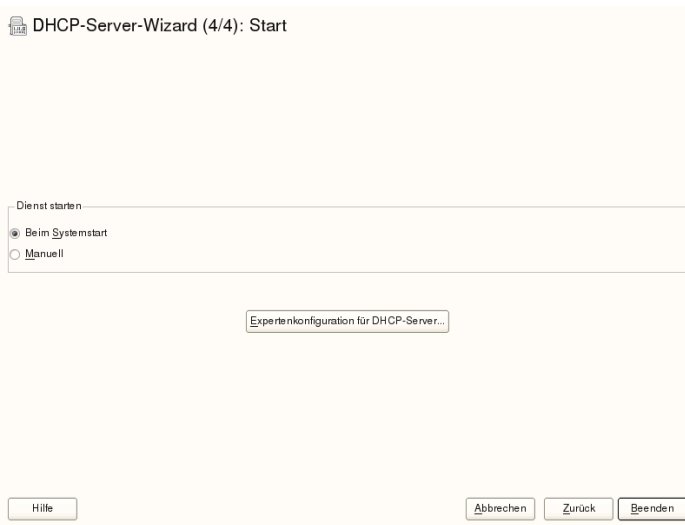 DHCP-Server-Wizard (4/4): Start
Dienst starten
Beim Systemstart
Manuell
Expertenkonfiguration für DHCP-Server...
Hilfe
Abbrechen
Zurück
Beenden